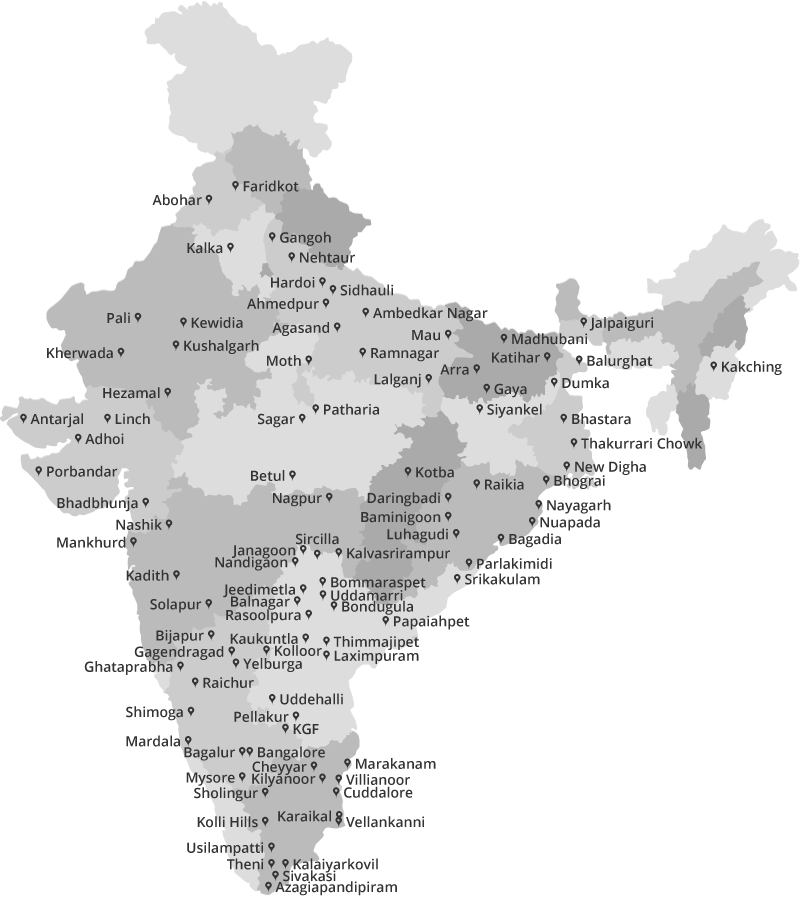 Faridkot
Abohar
Gangoh
Kalka
Nehtaur
Hardoi
Sidhauli
Ahmedpur
Ambedkar Nagar
Pali
Kewidia
Agasand
Jalpaiguri
Mau
Madhubani
Kushalgarh
Kherwada
Ramnagar
Katihar
Moth
Balurghat
Arra
Kakching
Lalganj
Dumka
Gaya
Hezamal
Patharia
Siyankel
Antarjal
Linch
Sagar
Bhastara
Adhoi
Thakurrari Chowk
New Digha
Porbandar
Kotba
Betul
Bhograi
Raikia
Nagpur
Daringbadi
Bhadbhunja
Nayagarh
Baminigoon
Nashik
Nuapada
Luhagudi
Mankhurd
Sircilla
Bagadia
Janagoon
Kalvasrirampur
Nandigaon
Parlakimidi
Kadith
Srikakulam
Bommaraspet
Jeedimetla
Uddamarri
Balnagar
Solapur
Bondugula
Rasoolpura
Papaiahpet
Bijapur
Kaukuntla
Thimmajipet
Gagendragad
Kolloor
Laximpuram
Ghataprabha
Yelburga
Raichur
Uddehalli
Shimoga
Pellakur
KGF
Mardala
Bagalur
Bangalore
Marakanam
Cheyyar
Mysore
Kilyanoor
Villianoor
Sholingur
Cuddalore
Karaikal
Kolli Hills
Vellankanni
Usilampatti
Theni
Kalaiyarkovil
Sivakasi
Azagiapandipiram